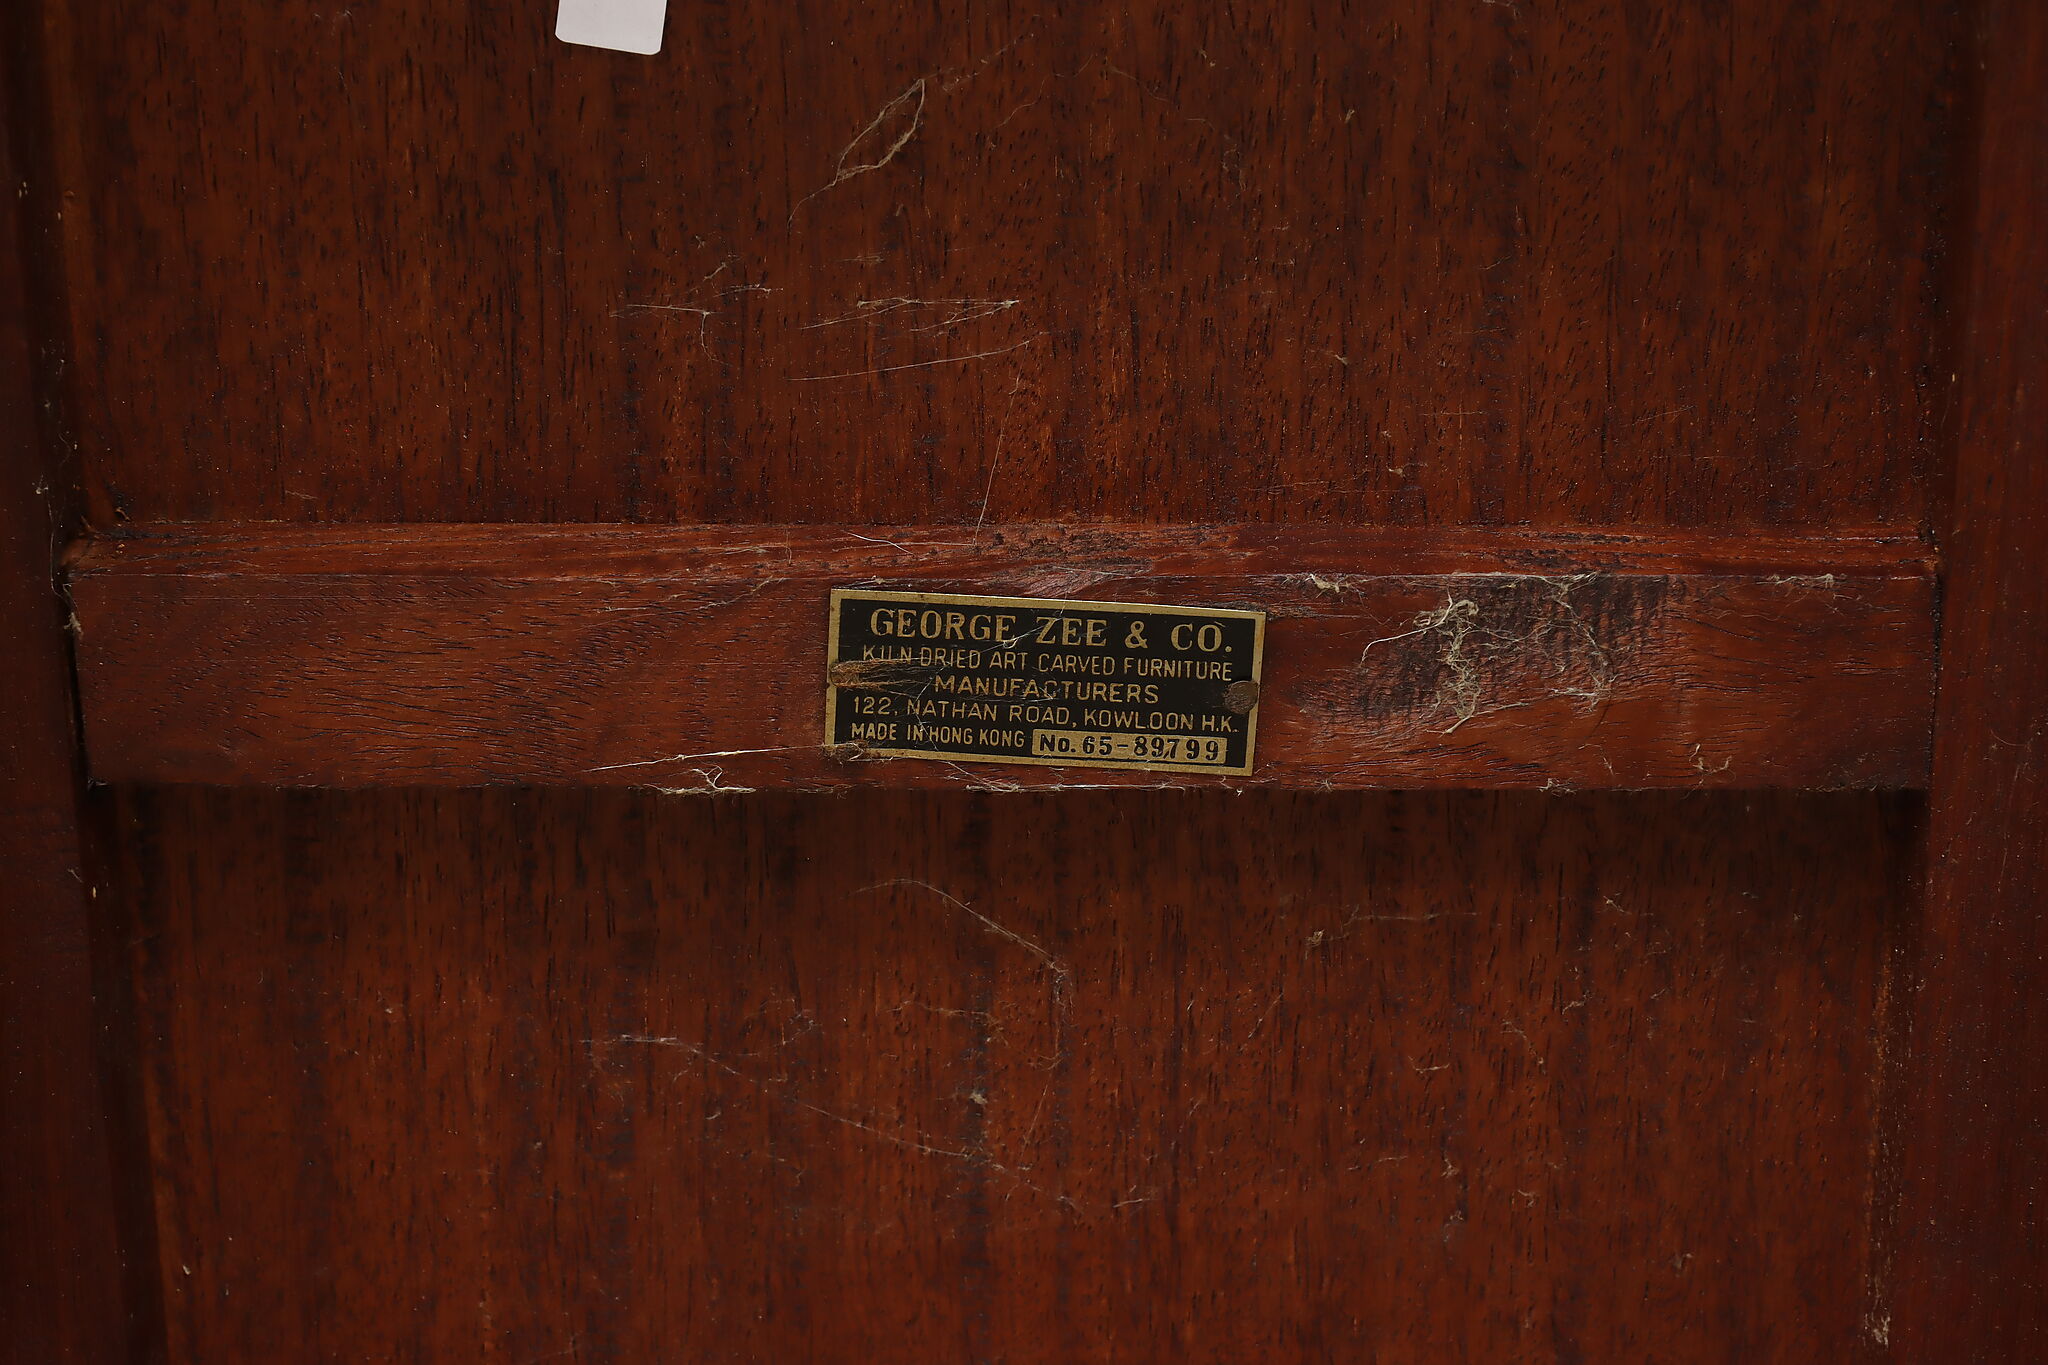 GEORGE ZEE & CO.
KILN DRIED ART CARVED FURNITURE
MANUFACTURERS
122, NATHAN ROAD, KOWLOON H.K.
MADE IN HONG KONG No. 65-89799